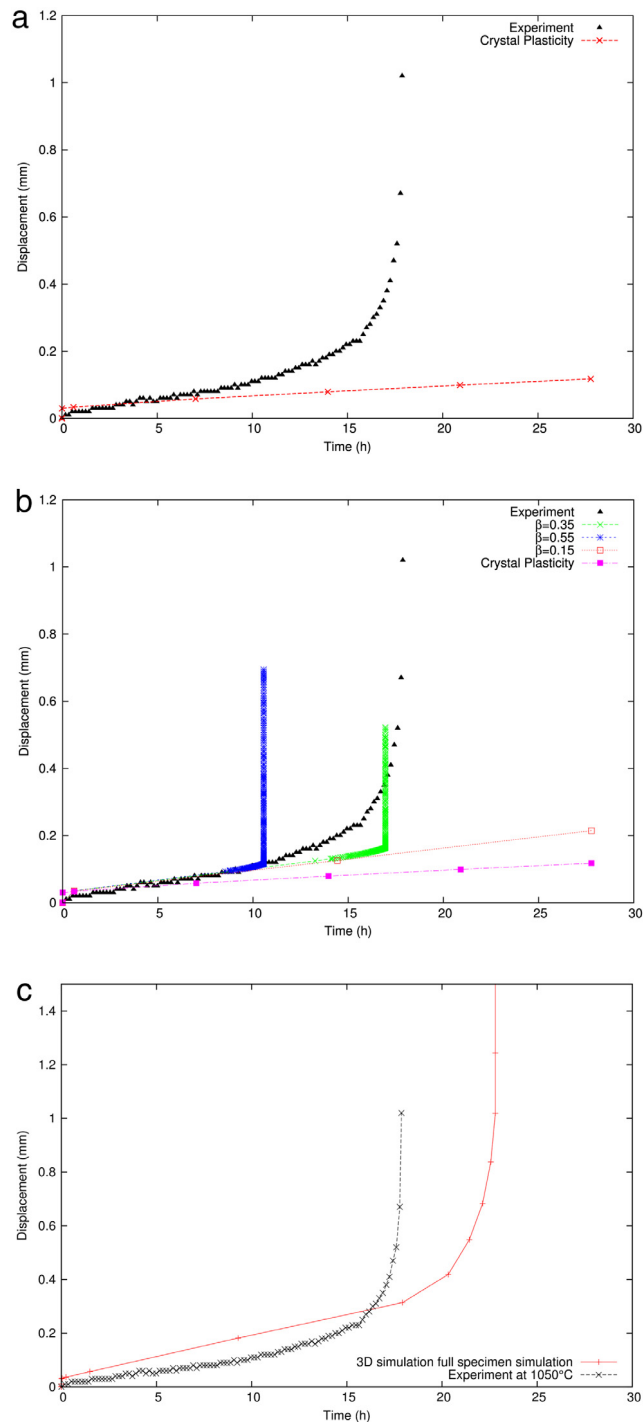 a
Experiment
Crystal Plasticity
Displacement (mm)
1.2
1
0.8
0.6
0.4
0.2
0
0 5 10 15 20 25 30
Time (h)
b
Experiment
β=0.35
β=0.55
β=0.15
Crystal Plasticity
Displacement (mm)
1.2
1
0.8
0.6
0.4
0.2
0
0 5 10 15 20 25 30
Time (h)
c
Displacement (mm)
1.4
1.2
1
0.8
0.6
0.4
0.2
0
3D simulation full specimen simulation
Experiment at 1050°C
0 5 10 15 20 25 30
Time (h)